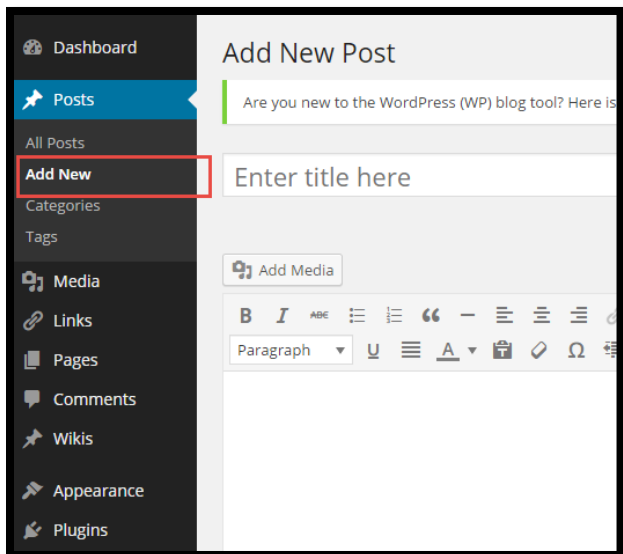 Dashboard
Posts
All Posts
Add New
Categories
Tags
Media
Links
Pages
Comments
Wikis
Appearance
Plugins
Add New Post
Are you new to the WordPress (WP) blog tool? Here is
Enter title here
Add Media
B I ABE
Paragraph U A Ω